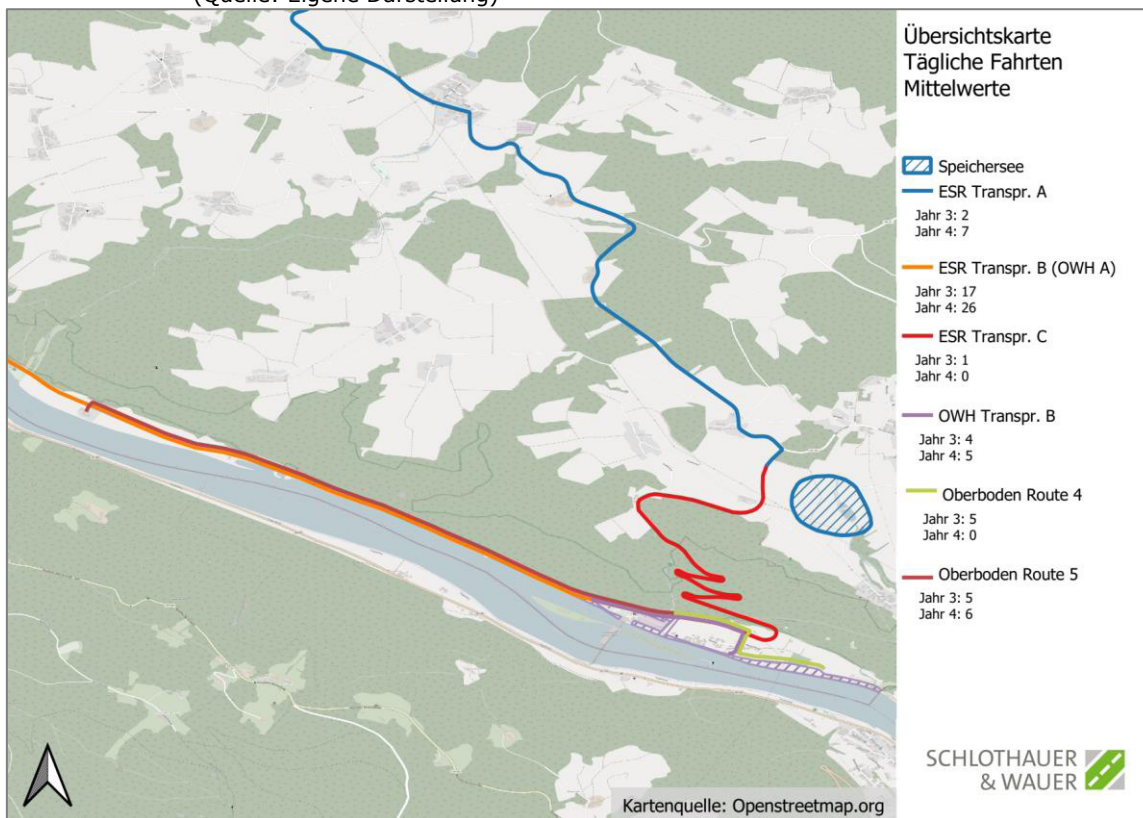 (Quelle: Eigene Darstellung)
Übersichtskarte
Tägliche Fahrten
Mittelwerte
Speichersee
ESR Transpr. A
Jahr 3: 2
Jahr 4: 7
ESR Transpr. B (OWH A)
Jahr 3: 17
Jahr 4: 26
ESR Transpr. C
Jahr 3: 1
Jahr 4: 0
OWH Transpr. B
Jahr 3: 4
Jahr 4: 5
Oberboden Route 4
Jahr 3: 5
Jahr 4: 0
Oberboden Route 5
Jahr 3: 5
Jahr 4: 6
SCHLOTHAUER
& WAUER
Kartenquelle: Openstreetmap.org